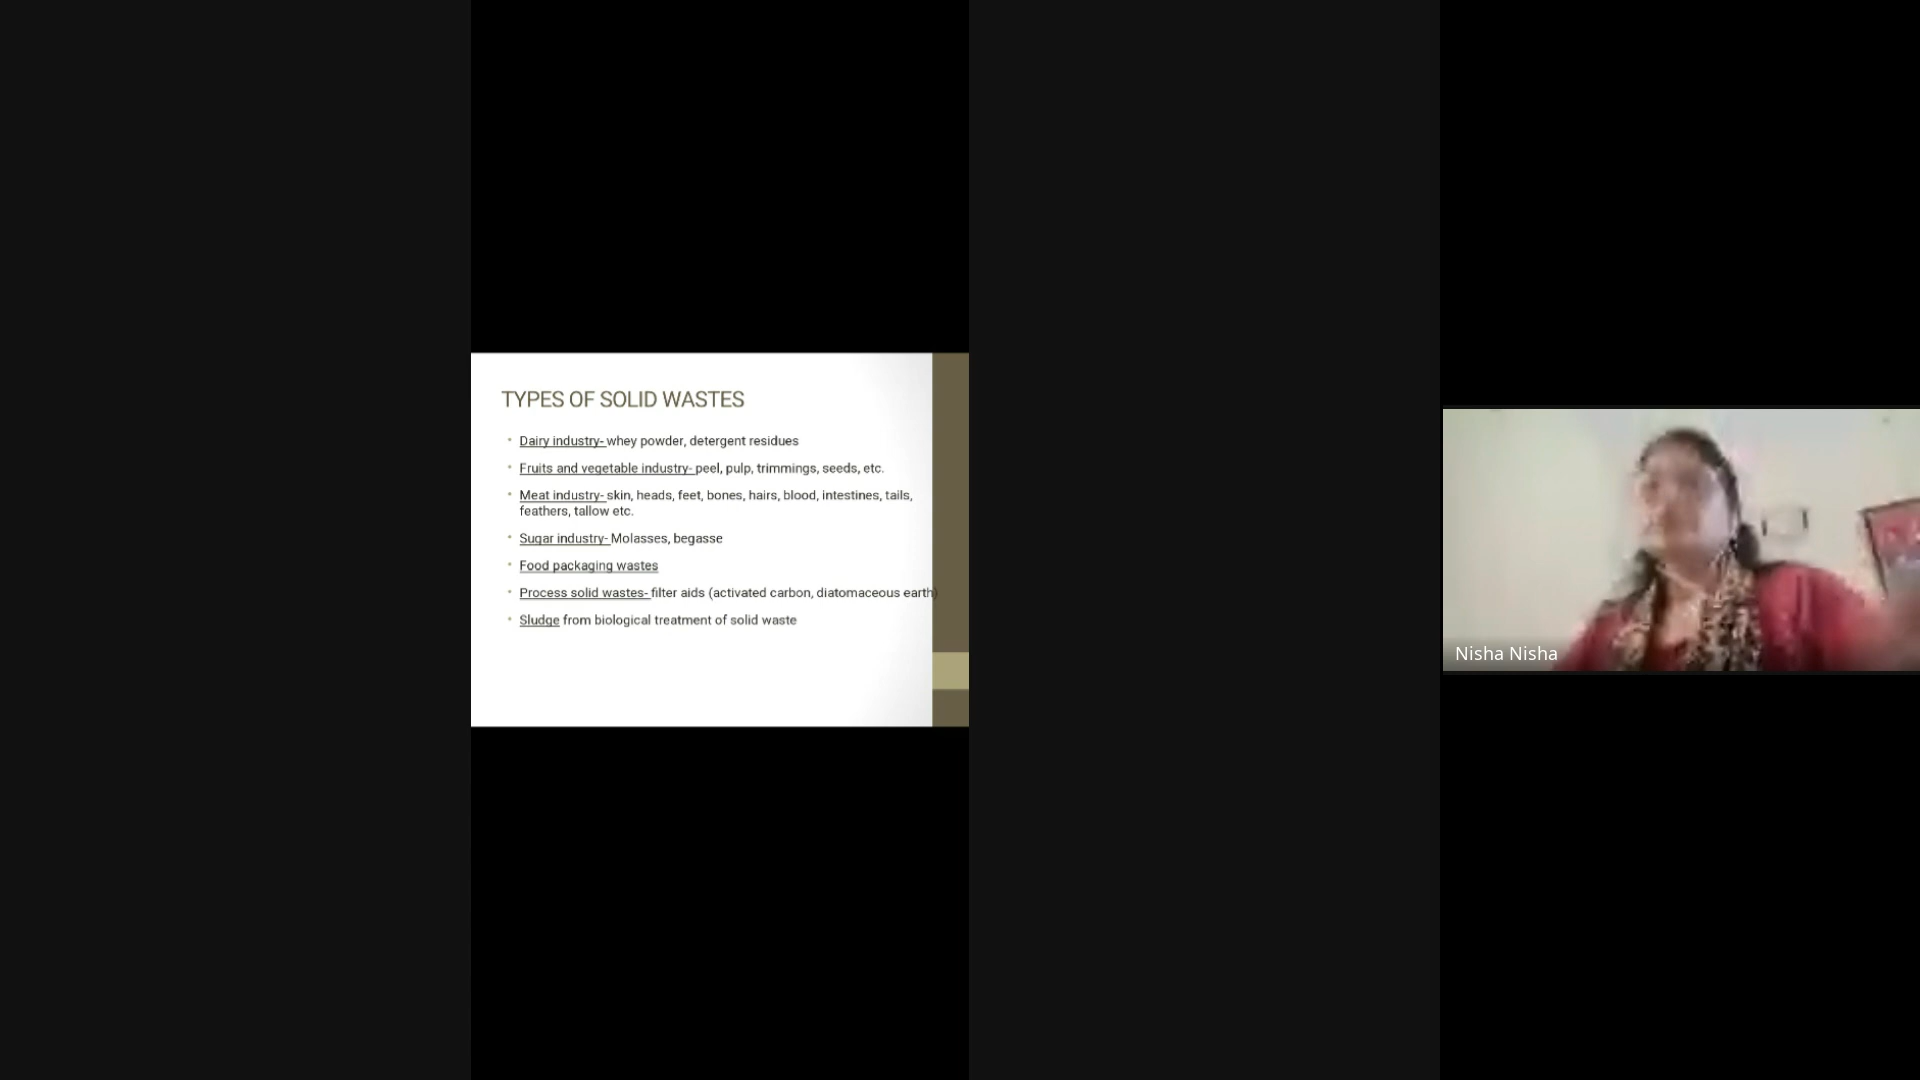 TYPES OF SOLID WASTES
• Dairy industry- whey powder, detergent residues
• Fruits and vegetable industry- peel, pulp, trimmings, seeds, etc.
• Meat industry- skin, heads, feet, bones, hairs, blood, intestines, tails,
feathers, tallow etc.
• Sugar industry- Molasses, begasse
• Food packaging wastes
• Process solid wastes- filter aids (activated carbon, diatomaceous earth)
• Sludge from biological treatment of solid waste
Nisha Nisha